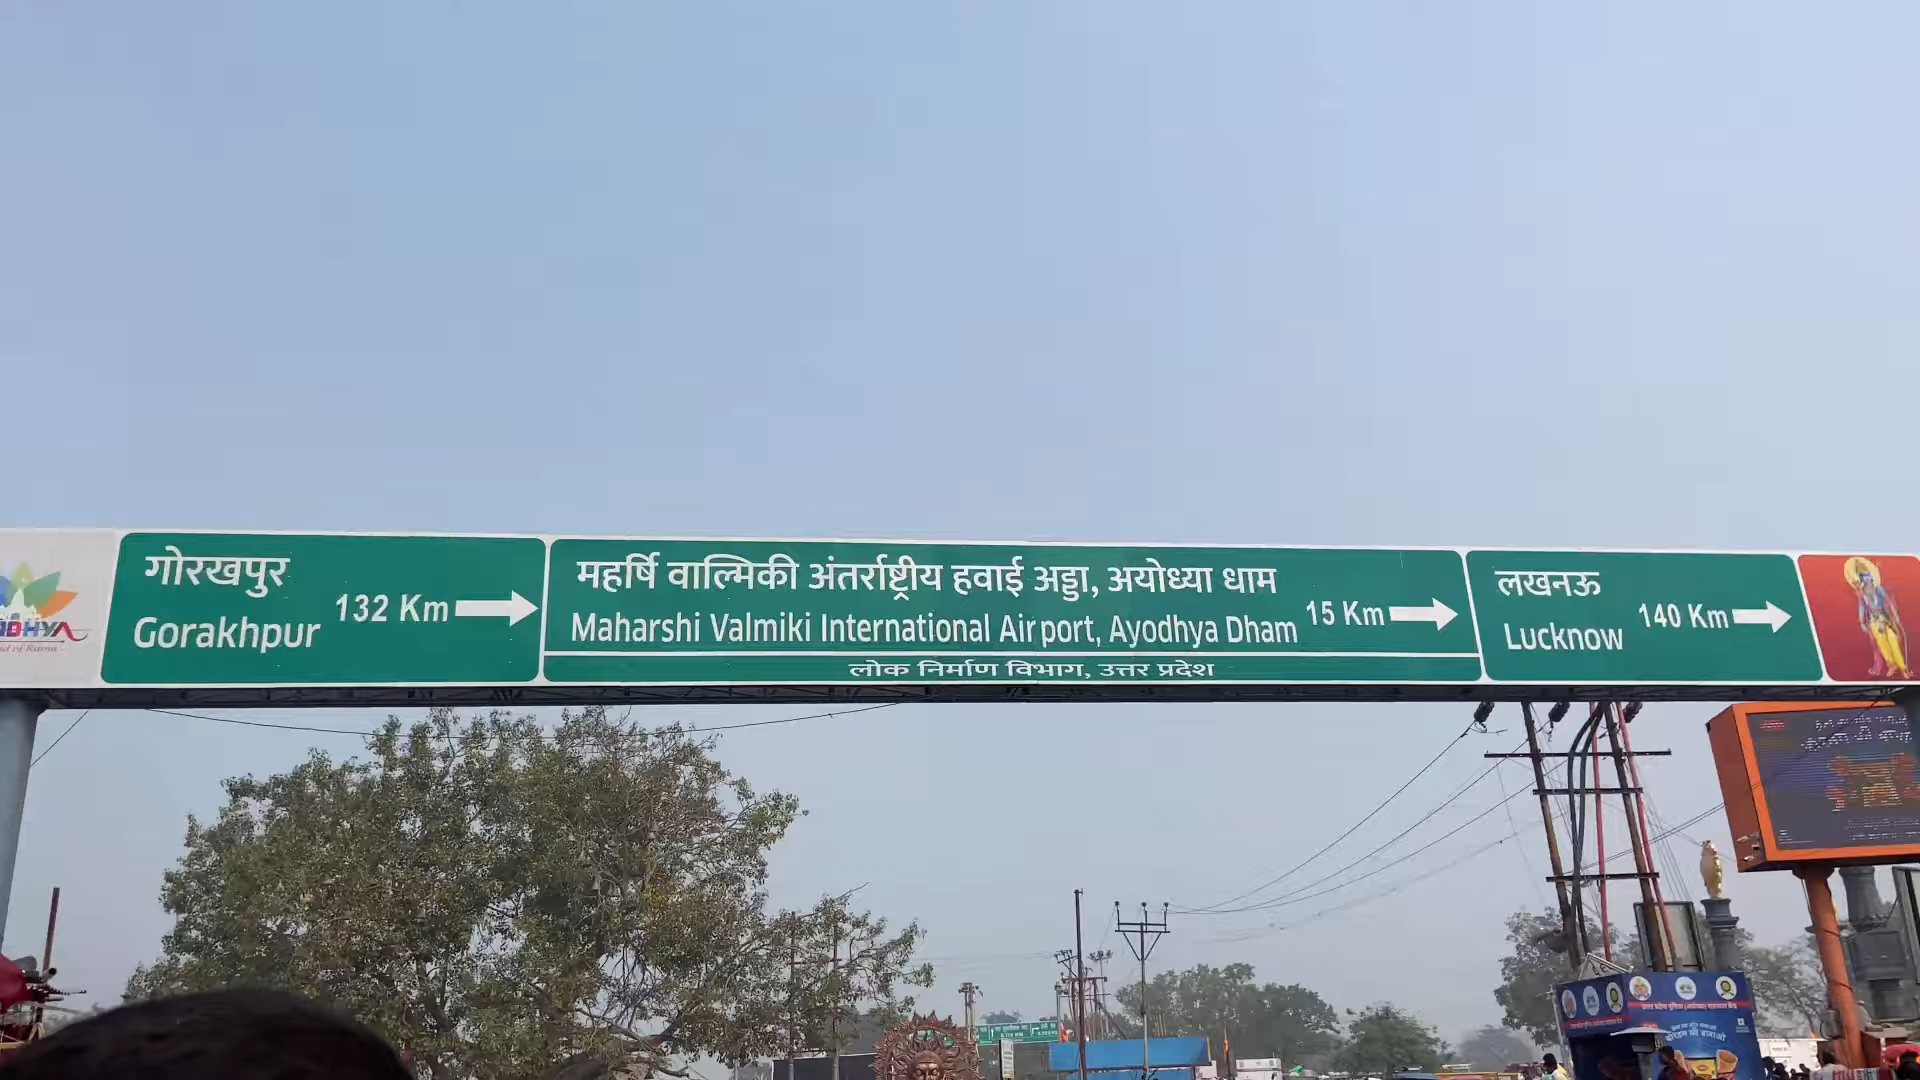 गोरखपुर
Gorakhpur
132 Km
महर्षि वाल्मिकी अंतर्राष्ट्रीय हवाई अड्डा, अयोध्या धाम
Maharshi Valmiki International Airport, Ayodhya Dham
15 Km
लोक निर्माण विभाग, उत्तर प्रदेश
लखनऊ
Lucknow
140 Km